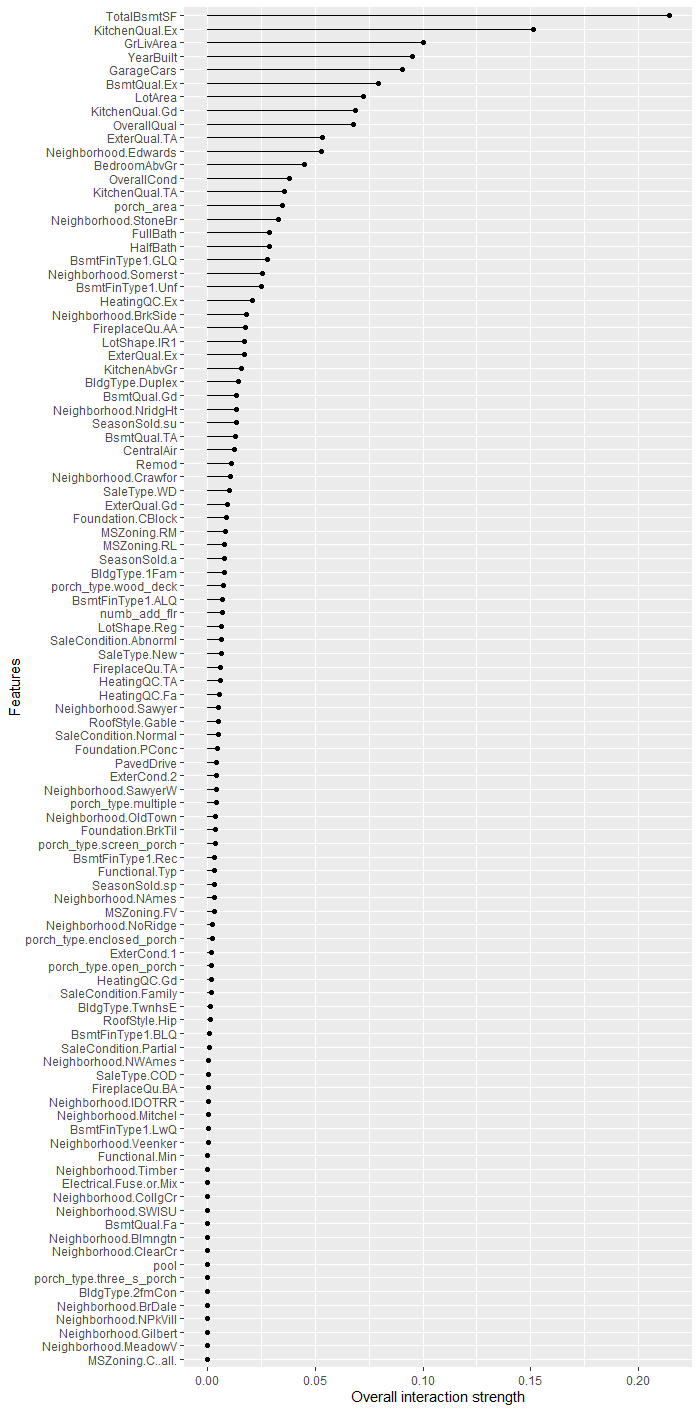 TotalBsmtSF
KitchenQual.Ex
GrLivArea
YearBuilt
GarageCars
BsmtQual.Ex
LotArea
KitchenQual.Gd
OverallQual
ExterQual.TA
Neighborhood.Edwards
BedroomAbvGr
OverallCond
KitchenQual.TA
porch_area
Neighborhood.StoneBr
FullBath
HalfBath
BsmtFinType1.GLQ
Neighborhood.Somerst
BsmtFinType1.Unf
HeatingQC.Ex
Neighborhood.BrkSide
FireplaceQu.AA
LotShape.IR1
ExterQual.Ex
KitchenAbvGr
BldgType.Duplex
BsmtQual.Gd
Neighborhood.NridgHt
SeasonSold.su
BsmtQual.TA
CentralAir
Remod
Neighborhood.Crawfor
SaleType.WD
ExterQual.Gd
Foundation.CBlock
MSZoning.RM
MSZoning.RL
SeasonSold.a
BldgType.1Fam
porch_type.wood_deck
BsmtFinType1.ALQ
numb_add_flr
LotShape.Reg
SaleCondition.Abnorml
SaleType.New
FireplaceQu.TA
HeatingQC.TA
HeatingQC.Fa
Neighborhood.Sawyer
RoofStyle.Gable
SaleCondition.Normal
Foundation.PConc
PavedDrive
ExterCond.2
Neighborhood.SawyerW
porch_type.multiple
Neighborhood.OldTown
Foundation.BrkTil
porch_type.screen_porch
BsmtFinType1.Rec
Functional.Typ
SeasonSold.sp
Neighborhood.NAmes
MSZoning.FV
Neighborhood.NoRidge
porch_type.enclosed_porch
ExterCond.1
porch_type.open_porch
HeatingQC.Gd
SaleCondition.Family
BldgType.TwnhsE
RoofStyle.Hip
BsmtFinType1.BLQ
SaleCondition.Partial
Neighborhood.NWAmes
SaleType.COD
FireplaceQu.BA
Neighborhood.IDOTRR
Neighborhood.Mitchel
BsmtFinType1.LwQ
Neighborhood.Veenker
Functional.Min
Neighborhood.Timber
Electrical.Fuse.or.Mix
Neighborhood.CollgCr
Neighborhood.SWISU
BsmtQual.Fa
Neighborhood.Blmngtn
Neighborhood.ClearCr
pool
porch_type.three_s_porch
BldgType.2fmCon
Neighborhood.BrDale
Neighborhood.NPkVill
Neighborhood.Gilbert
Neighborhood.MeadowV
MSZoning.C..all.
Features
0.00 0.05 0.10 0.15 0.20
Overall interaction strength